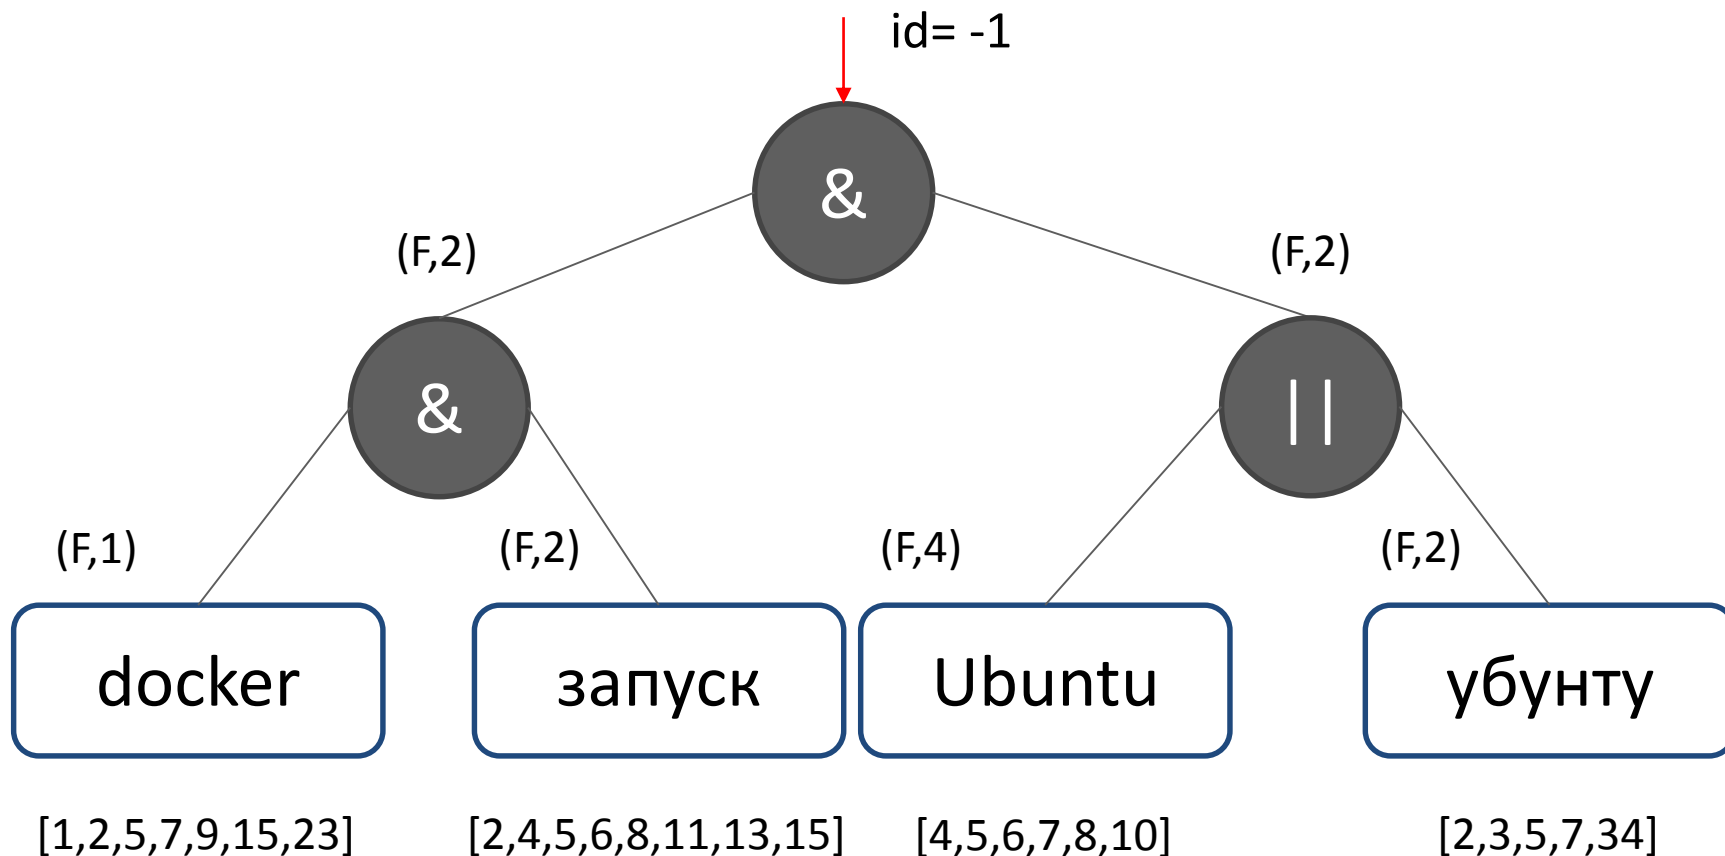 id= -1
&
(F,2)
(F,2)
&
||
(F,1)
(F,2)
(F,4)
(F,2)
docker
запуск
Ubuntu
убунту
[1,2,5,7,9,15,23]
[2,4,5,6,8,11,13,15]
[4,5,6,7,8,10]
[2,3,5,7,34]